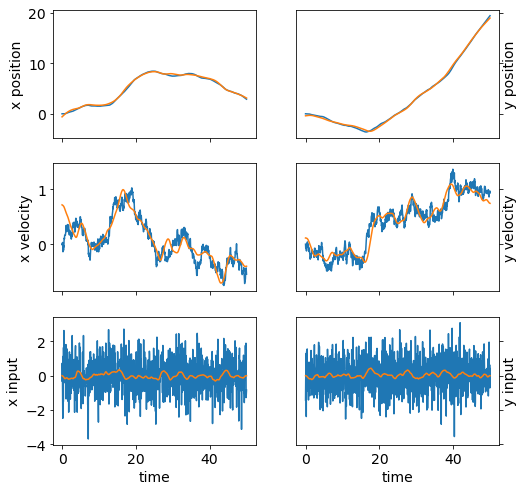 20
10
0
x position
y position
1
0
x velocity
y velocity
2
0
−2
−4
x input
y input
0 20 40
0 20 40
time
time